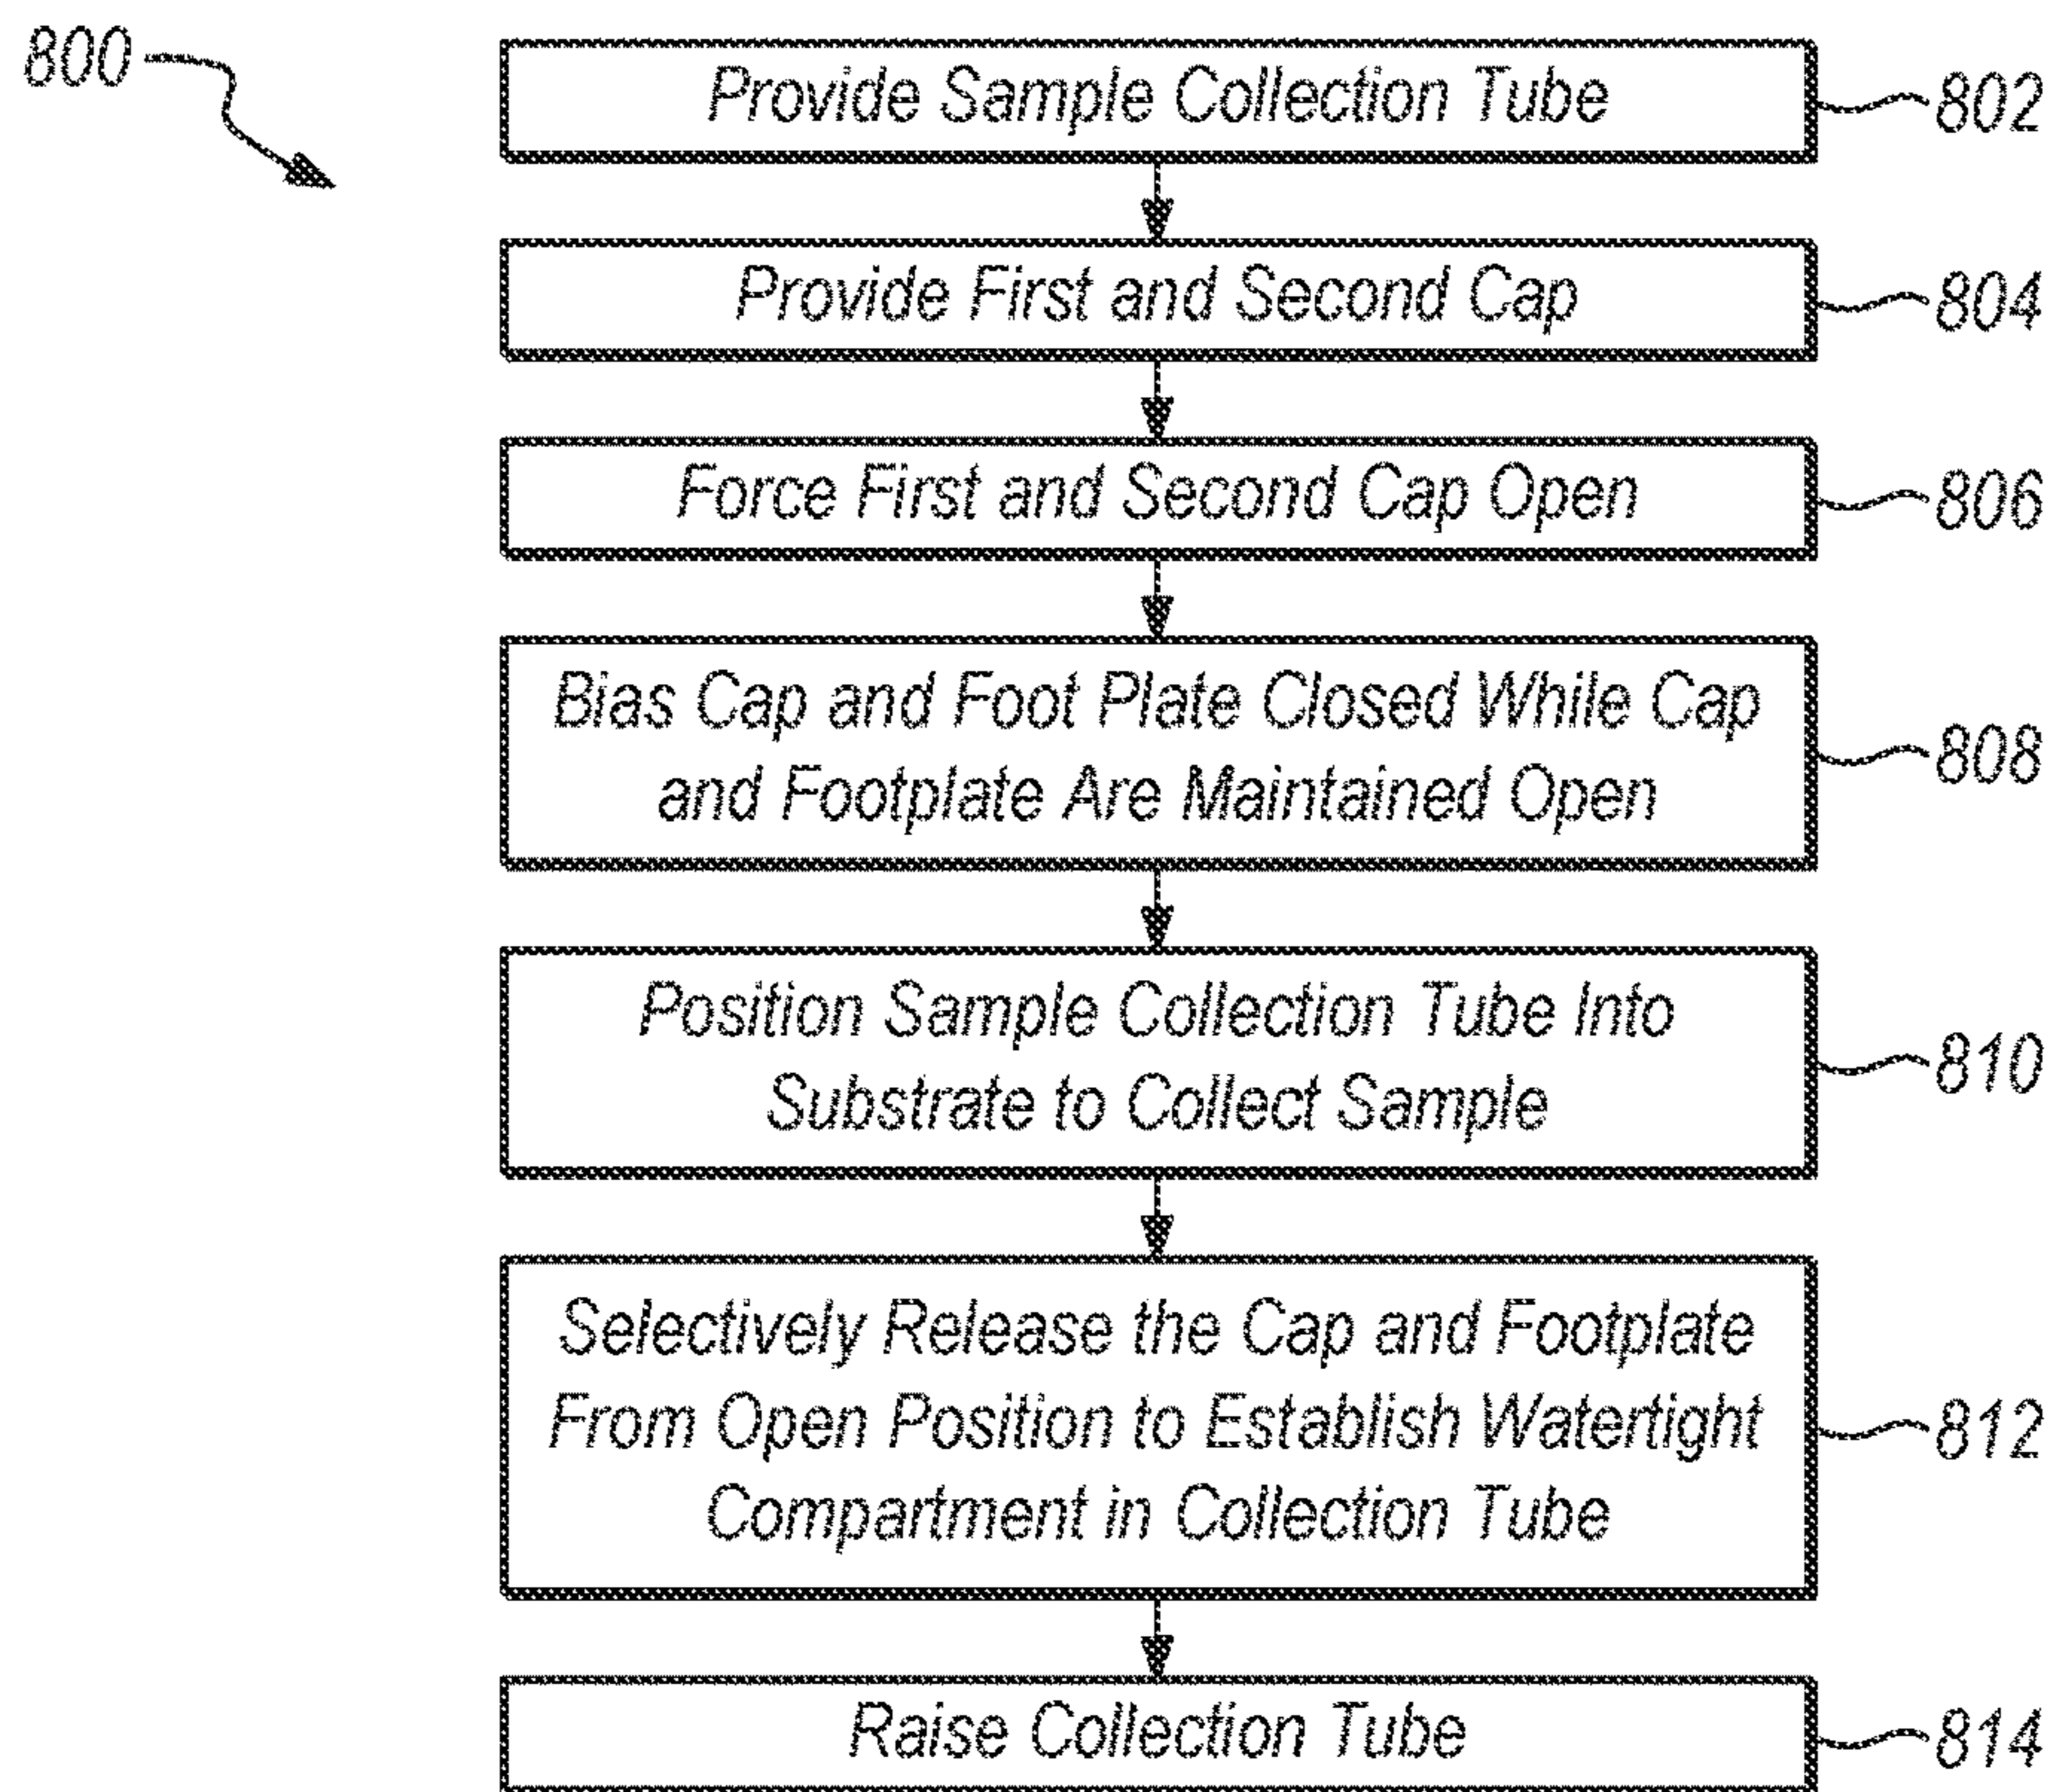 800
Provide Sample Collection Tube
802
Provide First and Second Cap
804
Force First and Second Cap Open
806
Bias Cap and Foot Plate Closed While Cap
and Footplate Are Maintained Open
808
Position Sample Collection Tube Into
Substrate to Collect Sample
810
Selectively Release the Cap and Footplate
From Open Position to Establish Watertight
Compartment in Collection Tube
812
Raise Collection Tube
814